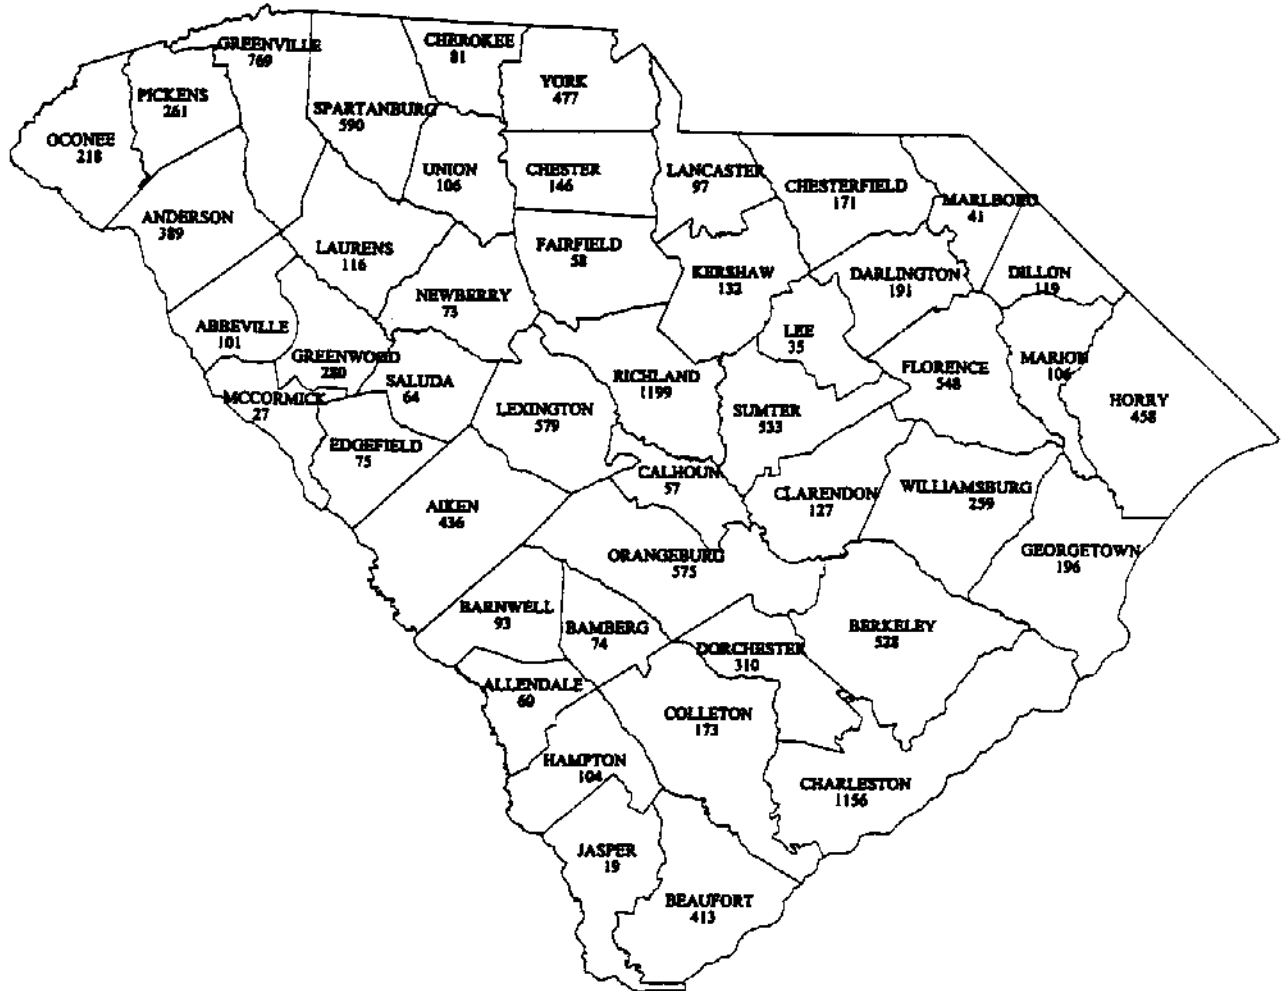 GREENVILLE
769
CHEROKEE
81
YORK
477
PICKENS
261
SPARTANBURG
590
OCONEE
218
UNION
106
CHESTER
146
LANCASTER
97
CHESTERFIELD
171
MARLBORO
41
ANDERSON
389
LAURENS
116
FAIRFIELD
58
KERSHAW
132
DARLINGTON
191
DILLON
119
NEWBERRY
73
ABBEVILLE
101
LEE
35
GREENWOOD
280
SALUDA
64
RICHLAND
1199
FLORENCE
548
MARION
106
MCCORMICK
27
LEXINGTON
579
SUMTER
533
HORRY
458
EDGEFIELD
75
CALHOUN
57
CLARENDON
127
WILLIAMSBURG
259
AIKEN
436
ORANGEBURG
575
GEORGETOWN
196
BARNWELL
93
BAMBERG
74
DORCHESTER
310
BERKELEY
528
ALLENDALE
60
COLLETON
173
HAMPTON
104
CHARLESTON
1156
JASPER
19
BEAUFORT
413